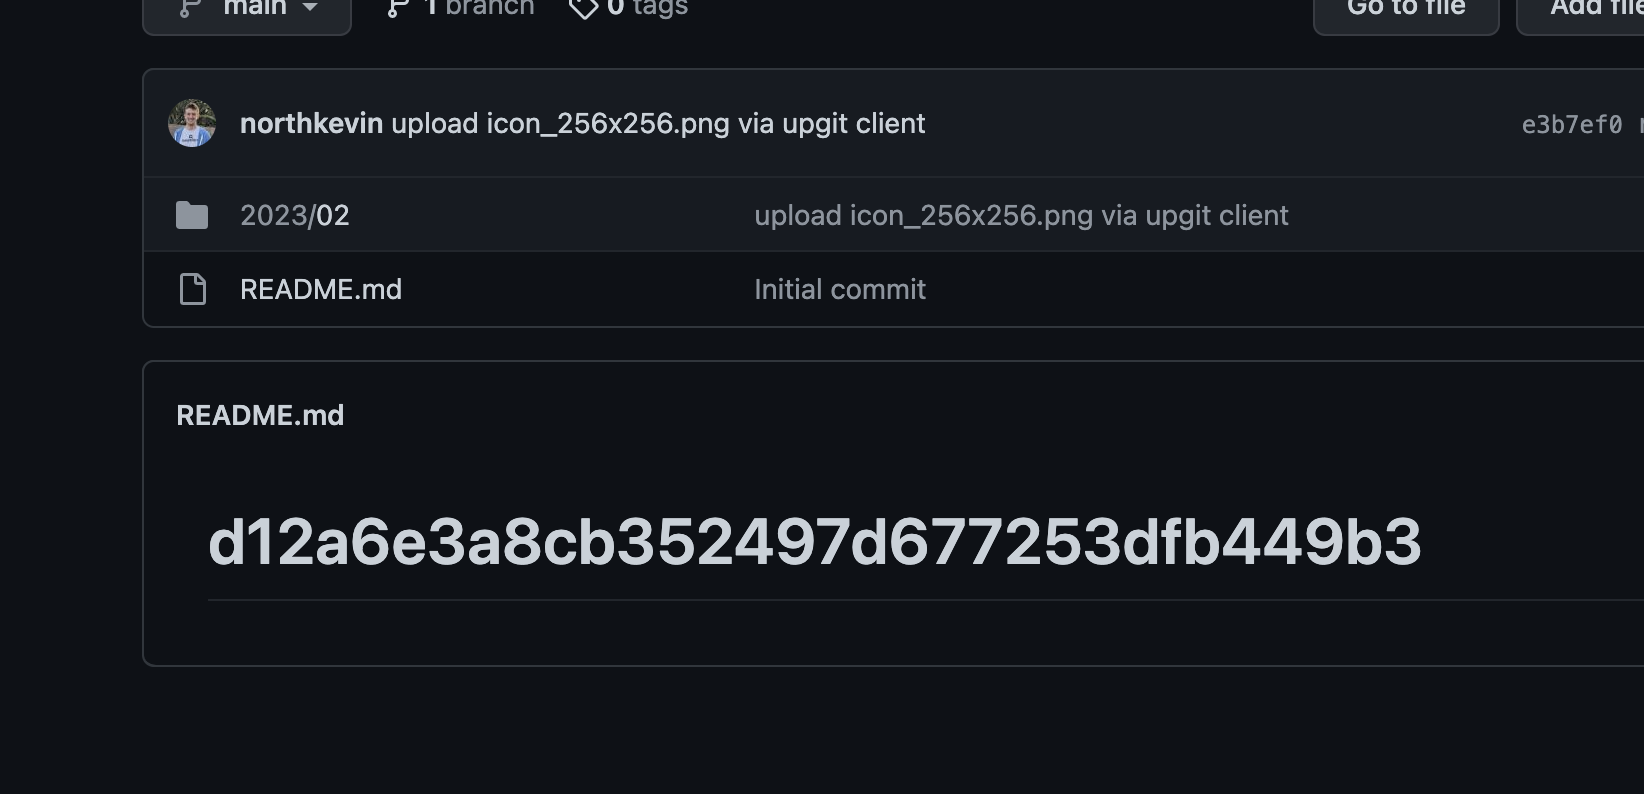 main 1 branch 0 tags Go to file Add file
northkevin upload icon_256x256.png via upgit client e3b7ef0
2023/02 upload icon_256x256.png via upgit client
README.md Initial commit
README.md
d12a6e3a8cb352497d677253dfb449b3